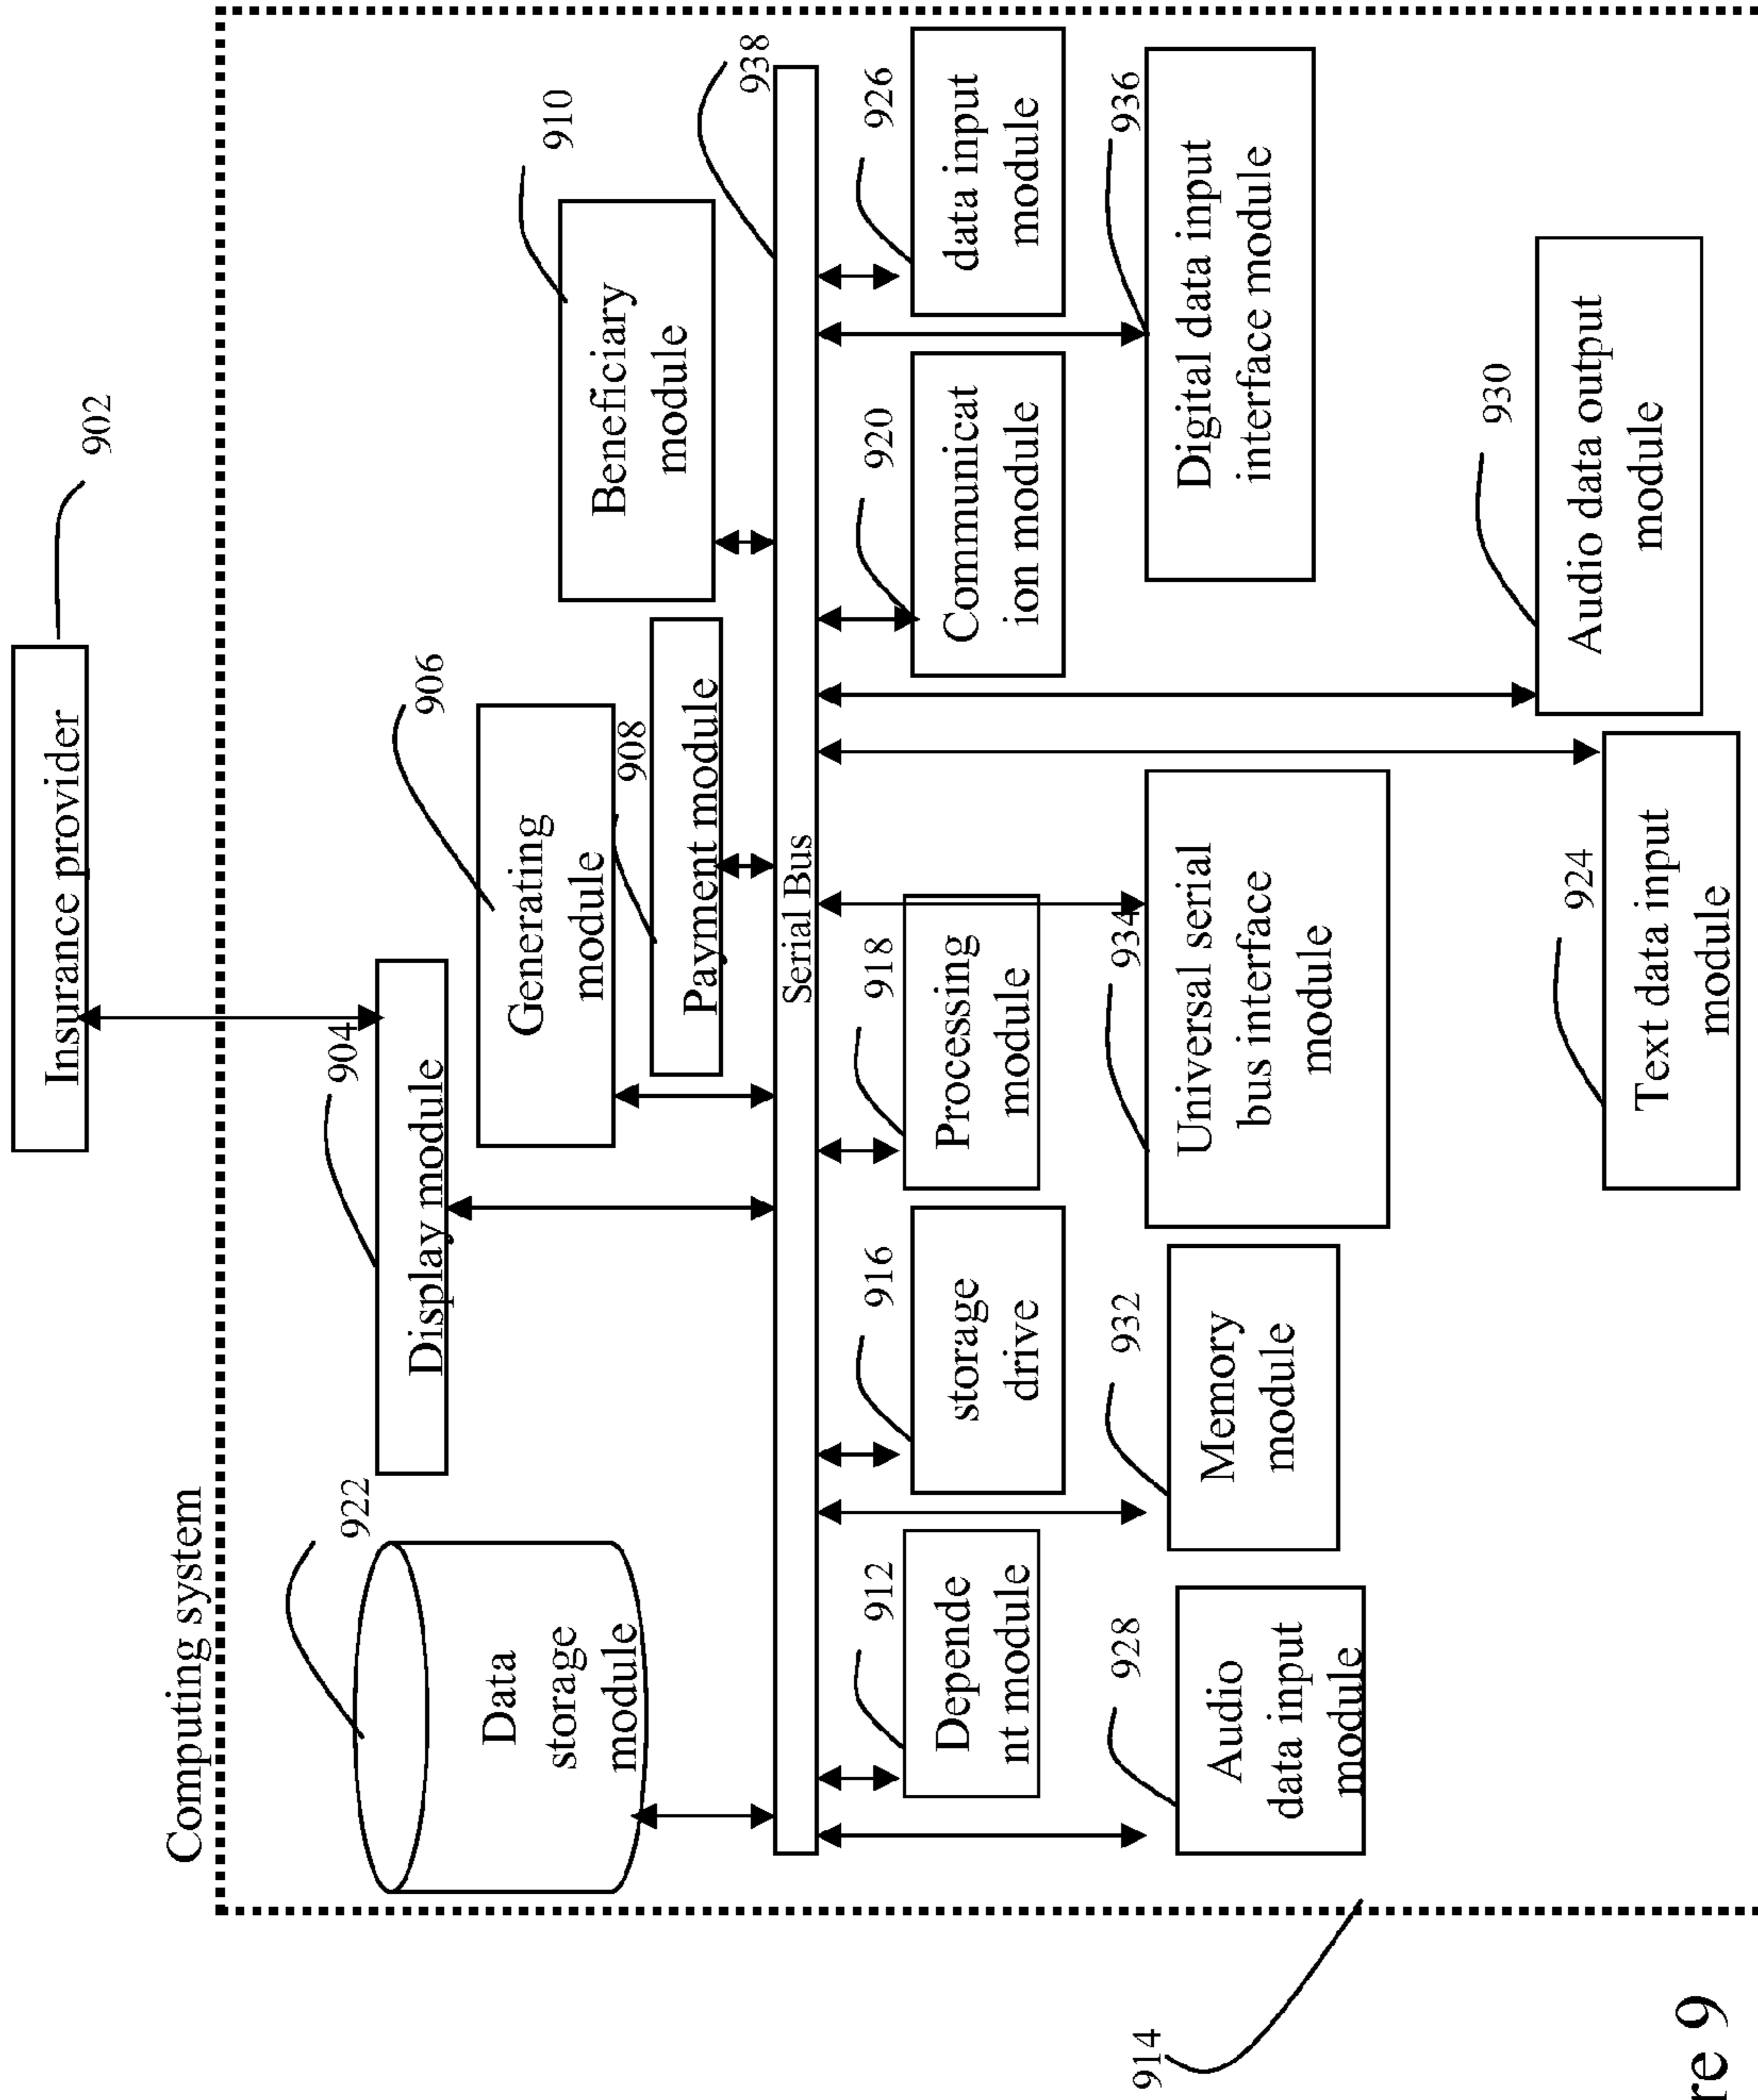 Insurance provider
902
Computing system
922
Data
storage
module
904
Display module
906
Generating
module
908
Payment module
910
Beneficiary
module
938
Serial Bus
912
Depende
nt module
916
storage
drive
918
Processing
module
920
Communicat
ion module
926
data input
module
928
Audio
data input
module
932
Memory
module
934
Universal serial
bus interface
module
936
Digital data input
interface module
924
Text data input
module
930
Audio data output
module
914
re 9